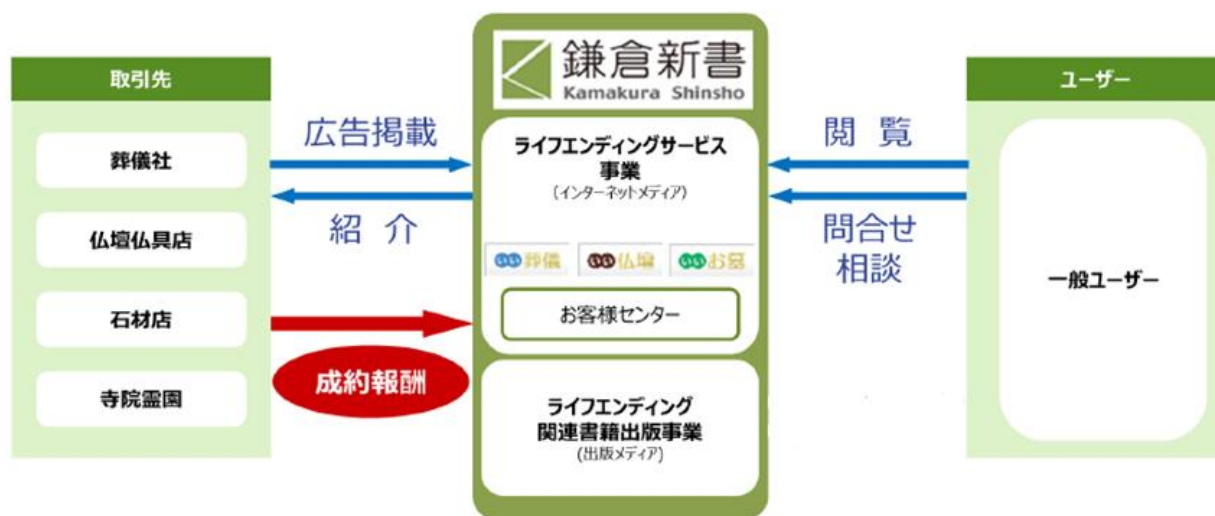 取引先
葬儀社
仏壇仏具店
石材店
寺院霊園
広告掲載
紹 介
成約報酬
鎌倉新書
Kamakura Shinsho
ライフエンディングサービス
事業
(インターネットメディア)
葬儀
仏壇
お墓
お客様センター
ライフエンディング
関連書籍出版事業
(出版メディア)
閲 覧
問合せ
相談
ユーザー
一般ユーザー